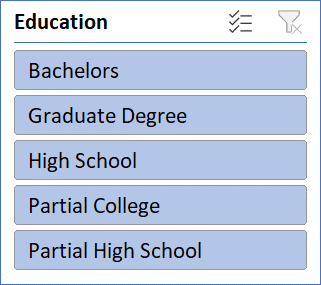 Education
Bachelors
Graduate Degree
High School
Partial College
Partial High School